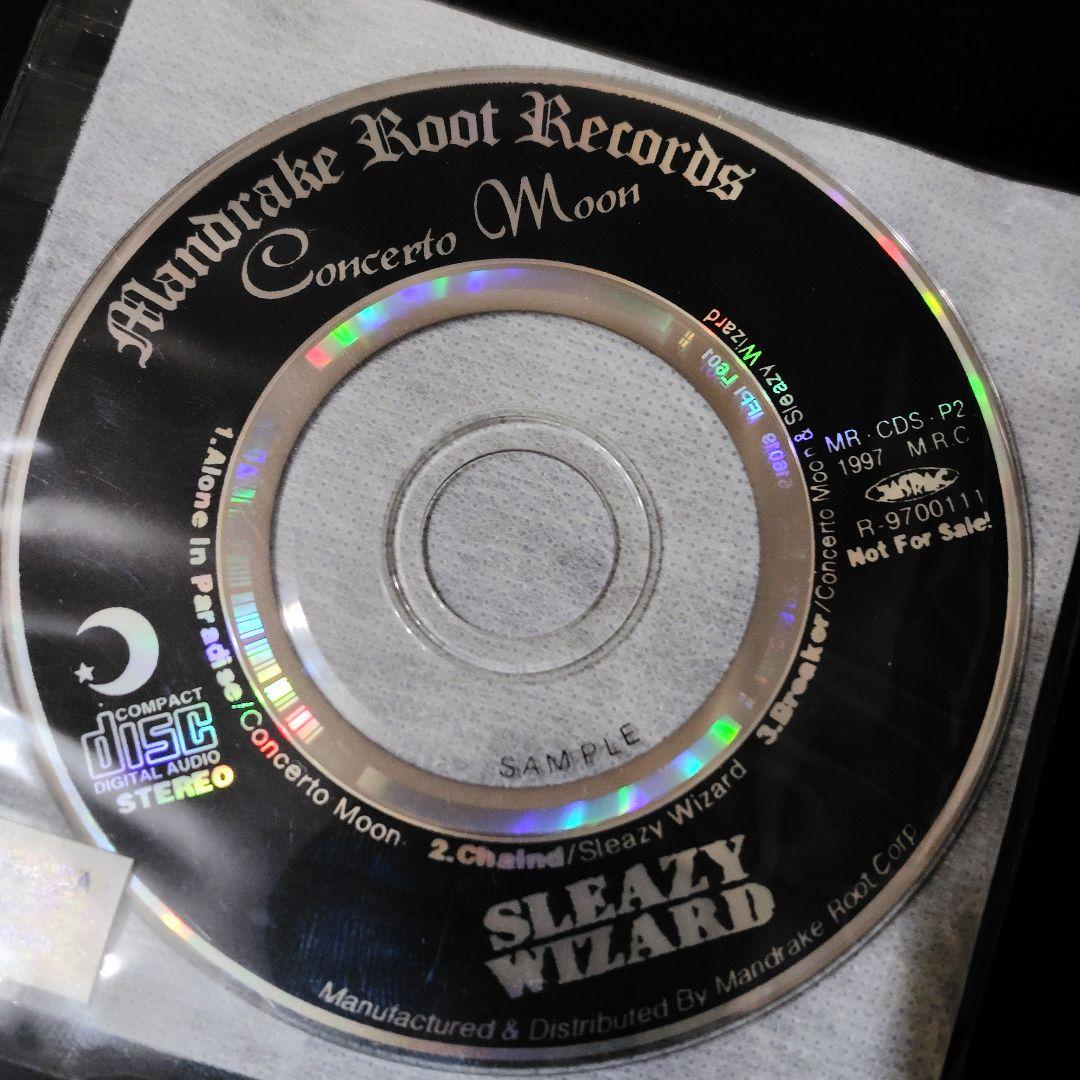 Mandrake Root Records
Concerto Moon
MR・CDS・P2
1997 M.R.C
JASRAC
R-9700111
Not For Sale!
1.Alone In Paradise/Concerto Moon
2.Chaind/Sleazy Wizard
3.Breaker/Concerto Moon & Sleazy Wizard
COMPACT
disc
DIGITAL AUDIO
STEREO
SAMPLE
SLEAZY
WIZARD
Manufactured & Distributed By Mandrake Root Corp